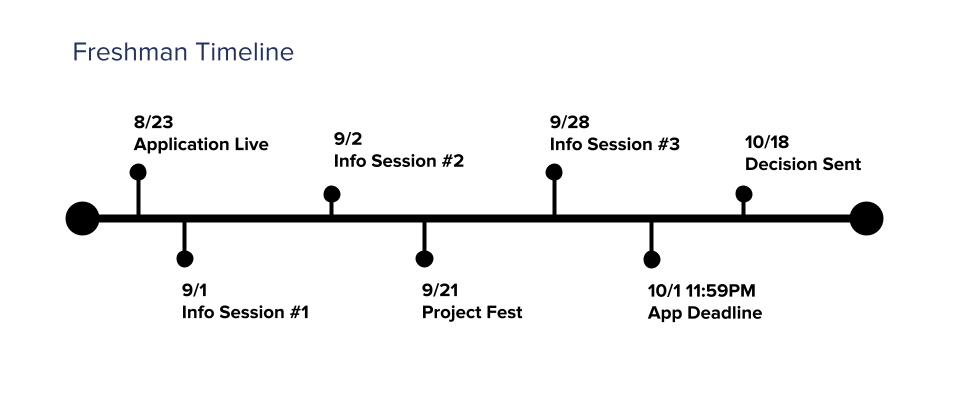 Freshman Timeline
8/23
Application Live
9/1
Info Session #1
9/2
Info Session #2
9/21
Project Fest
9/28
Info Session #3
10/1 11:59PM
App Deadline
10/18
Decision Sent